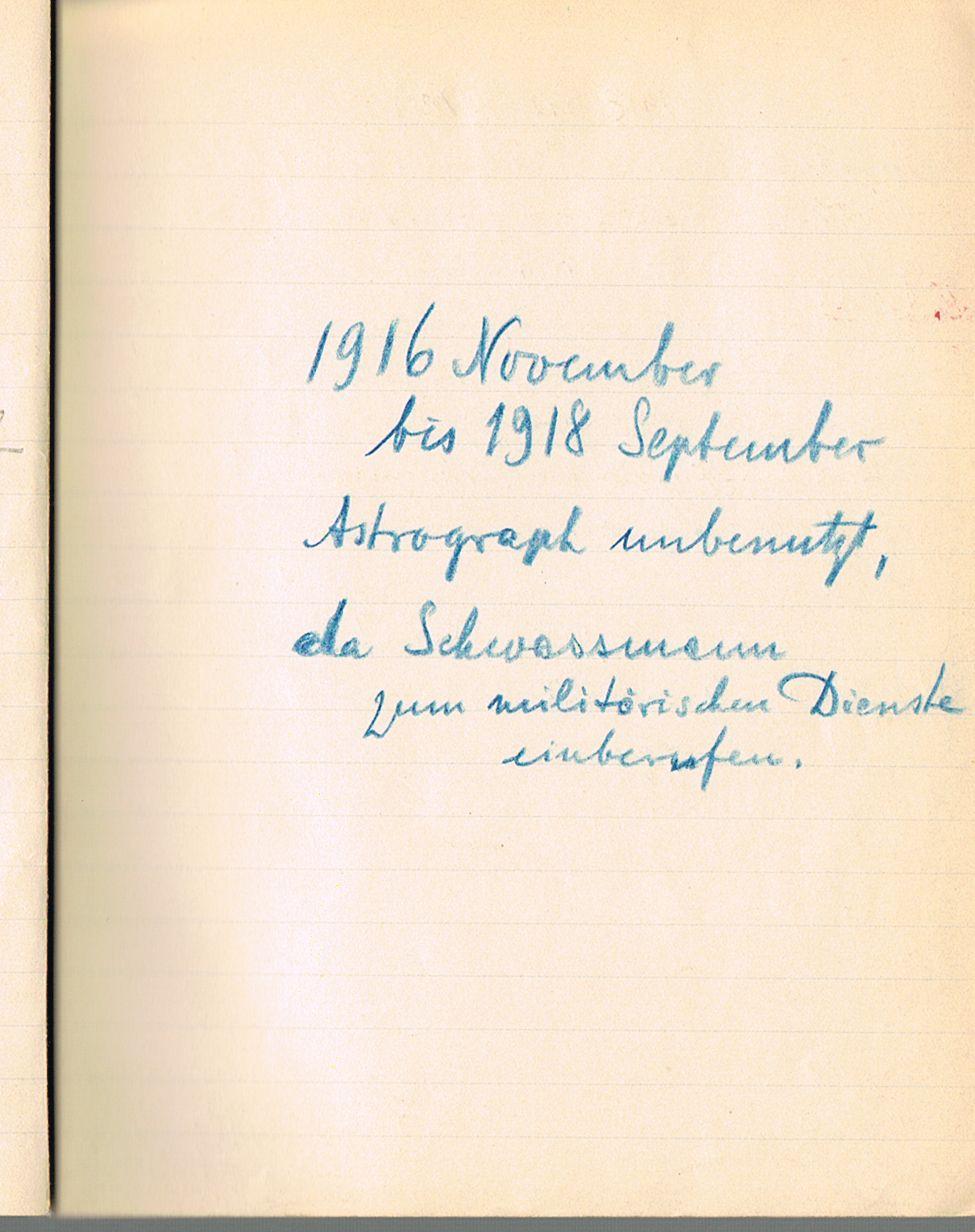 1916 November
bis 1918 September
Astrograph unbenutzt,
da Schwassmann
zum militärischen Dienste
einberufen.